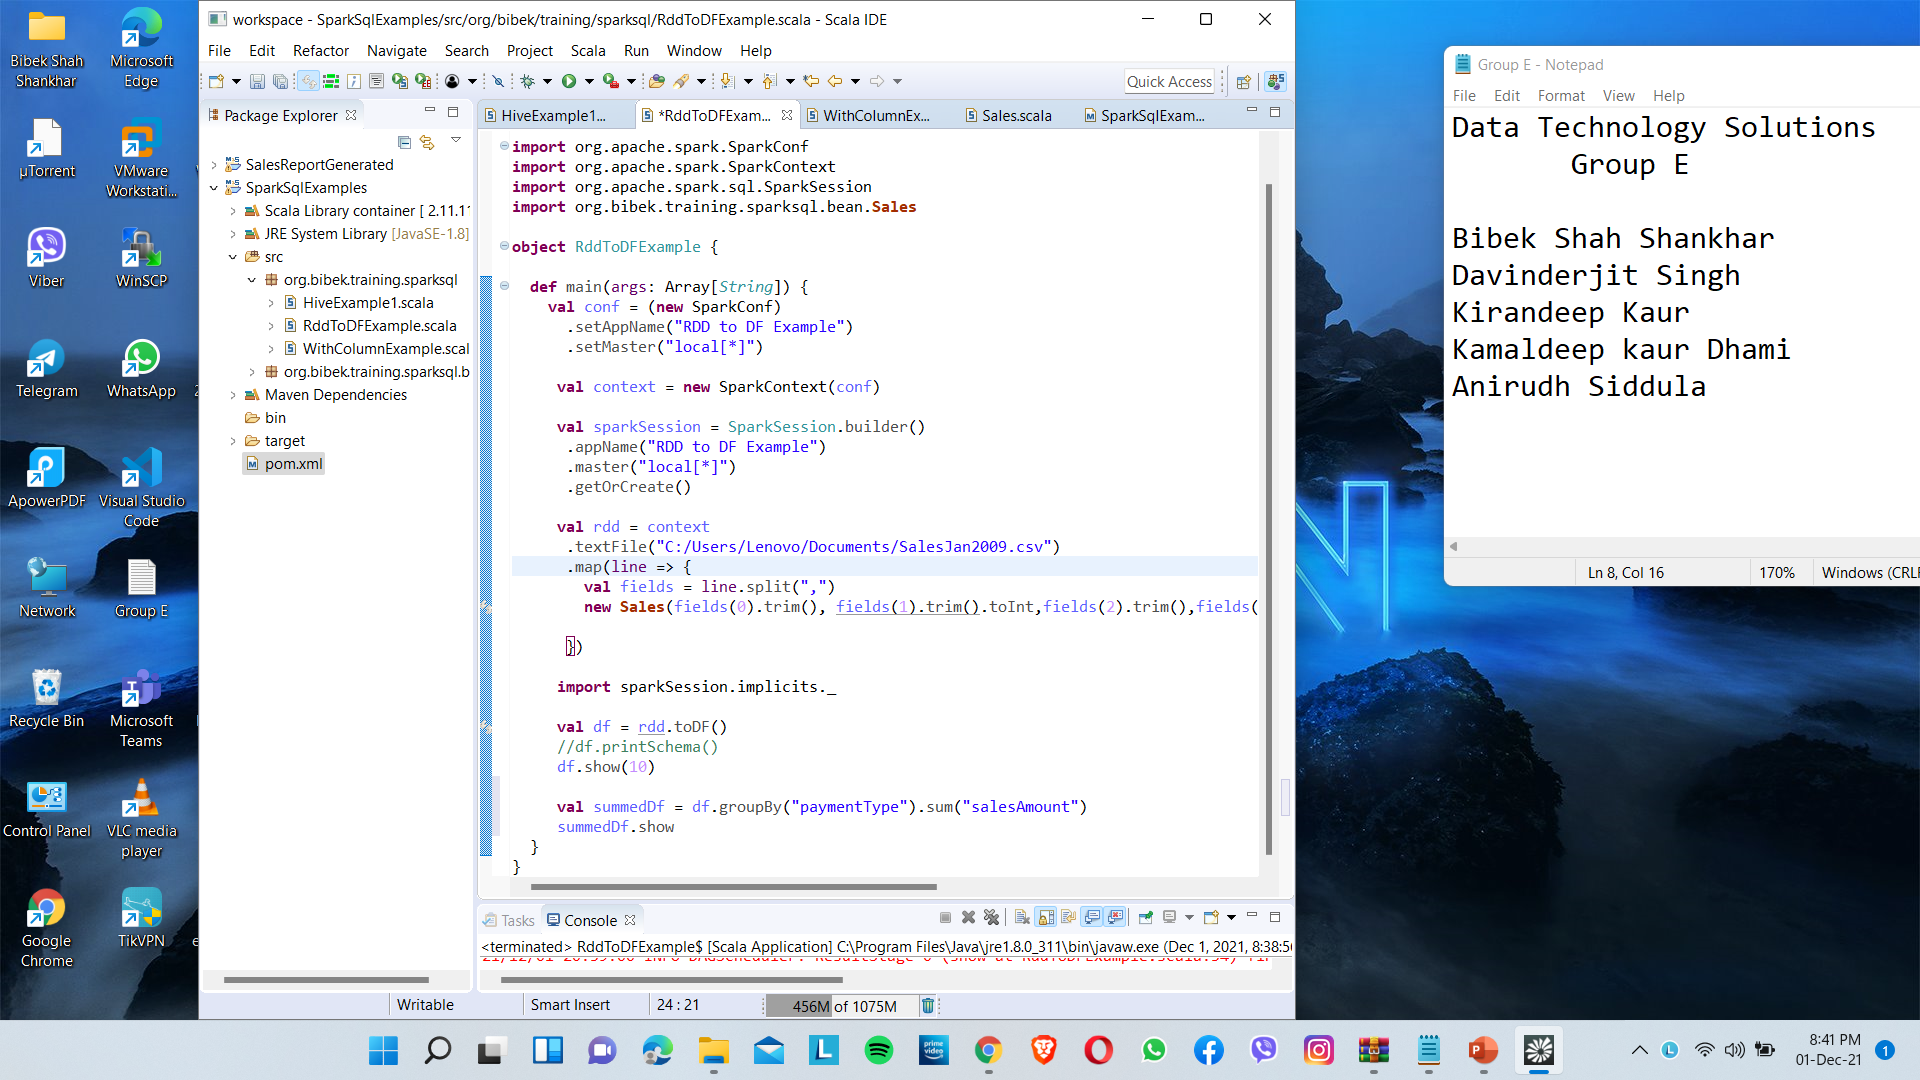 workspace - SparkSqlExamples/src/org/bibek/training/sparksql/RddToDFExample.scala - Scala IDE
File Edit Refactor Navigate Search Project Scala Run Window Help
Quick Access
Package Explorer
SalesReportGenerated
SparkSqlExamples
Scala Library container [ 2.11.11
JRE System Library [JavaSE-1.8]
src
org.bibek.training.sparksql
HiveExample1.scala
RddToDFExample.scala
WithColumnExample.scal
org.bibek.training.sparksql.b
Maven Dependencies
bin
target
pom.xml
HiveExample1...
*RddToDFExam...
WithColumnEx...
Sales.scala
SparkSqlExam...
import org.apache.spark.SparkConf
import org.apache.spark.SparkContext
import org.apache.spark.sql.SparkSession
import org.bibek.training.sparksql.bean.Sales
object RddToDFExample {
def main(args: Array[String]) {
val conf = (new SparkConf)
.setAppName("RDD to DF Example")
.setMaster("local[*]")
val context = new SparkContext(conf)
val sparkSession = SparkSession.builder()
.appName("RDD to DF Example")
.master("local[*]")
.getOrCreate()
val rdd = context
.textFile("C:/Users/Lenovo/Documents/SalesJan2009.csv")
.map(line => {
val fields = line.split(",")
new Sales(fields(0).trim(), fields(1).trim().toInt,fields(2).trim(),fields(
})
import sparkSession.implicits._
val df = rdd.toDF()
//df.printSchema()
df.show(10)
val summedDf = df.groupBy("paymentType").sum("salesAmount")
summedDf.show
}
}
Tasks
Console
<terminated> RddToDFExample$ [Scala Application] C:\Program Files\Java\jre1.8.0_311\bin\javaw.exe (Dec 1, 2021, 8:38:5
Writable
Smart Insert
24 : 21
456M of 1075M
Group E - Notepad
File Edit Format View Help
Data Technology Solutions
Group E
Bibek Shah Shankhar
Davinderjit Singh
Kirandeep Kaur
Kamaldeep kaur Dhami
Anirudh Siddula
Ln 8, Col 16
170%
Windows (CRLF
Bibek Shah Shankhar
Microsoft Edge
µTorrent
VMware Workstati...
Viber
WinSCP
Telegram
WhatsApp
ApowerPDF
Visual Studio Code
Network
Group E
Recycle Bin
Microsoft Teams
Control Panel
VLC media player
Google Chrome
TikVPN
prime video
8:41 PM
01-Dec-21
1